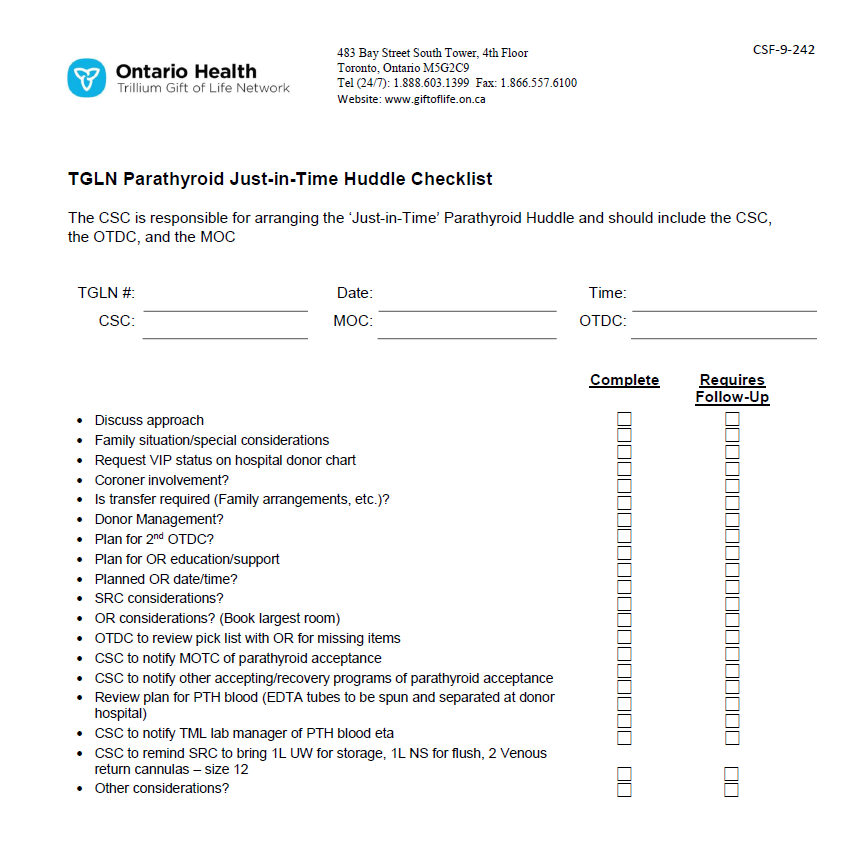 Ontario Health
Trillium Gift of Life Network
483 Bay Street South Tower, 4th Floor
Toronto, Ontario M5G2C9
Tel (24/7): 1.888.603.1399  Fax: 1.866.557.6100
Website: www.giftoflife.on.ca
CSF-9-242
TGLN Parathyroid Just-in-Time Huddle Checklist
The CSC is responsible for arranging the ‘Just-in-Time’ Parathyroid Huddle and should include the CSC,
the OTDC, and the MOC
TGLN #: Date: Time:
CSC: MOC: OTDC:
Complete Requires
Follow-Up
• Discuss approach
• Family situation/special considerations
• Request VIP status on hospital donor chart
• Coroner involvement?
• Is transfer required (Family arrangements, etc.)?
• Donor Management?
• Plan for 2nd OTDC?
• Plan for OR education/support
• Planned OR date/time?
• SRC considerations?
• OR considerations? (Book largest room)
• OTDC to review pick list with OR for missing items
• CSC to notify MOTC of parathyroid acceptance
• CSC to notify other accepting/recovery programs of parathyroid acceptance
• Review plan for PTH blood (EDTA tubes to be spun and separated at donor
hospital)
• CSC to notify TML lab manager of PTH blood eta
• CSC to remind SRC to bring 1L UW for storage, 1L NS for flush, 2 Venous
return cannulas – size 12
• Other considerations?